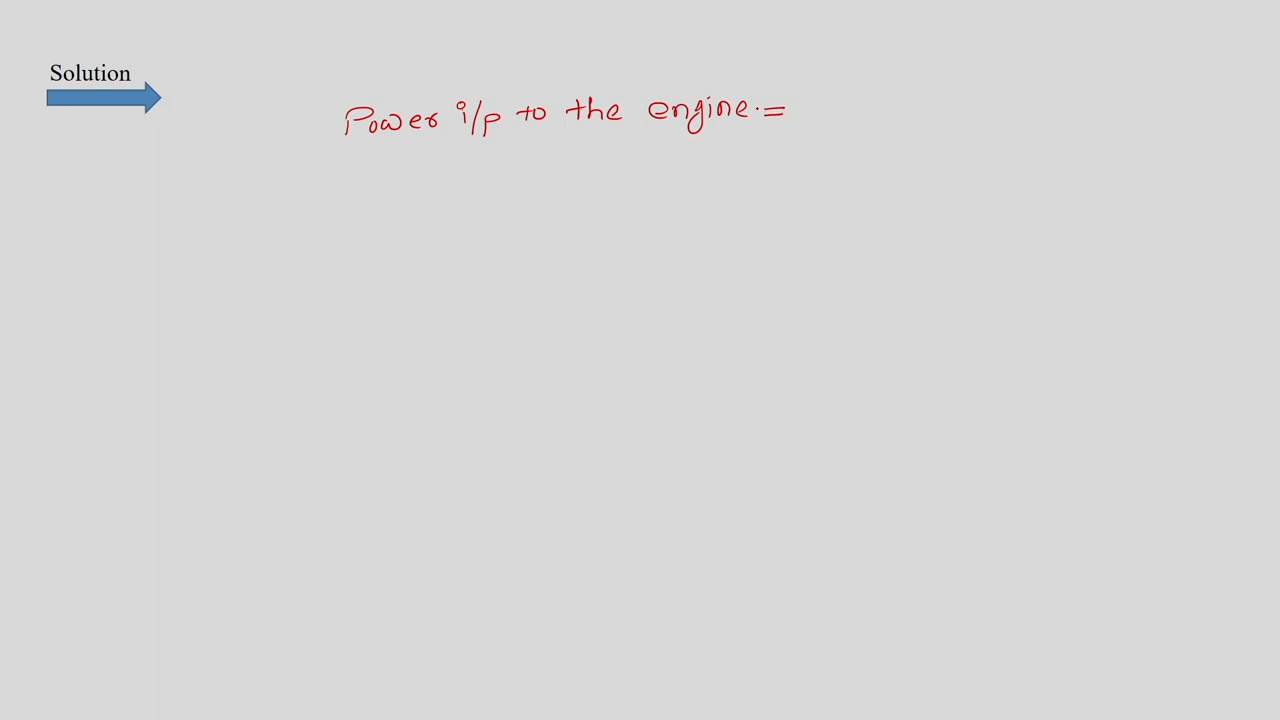 Solution
Power i/p to the engine. =